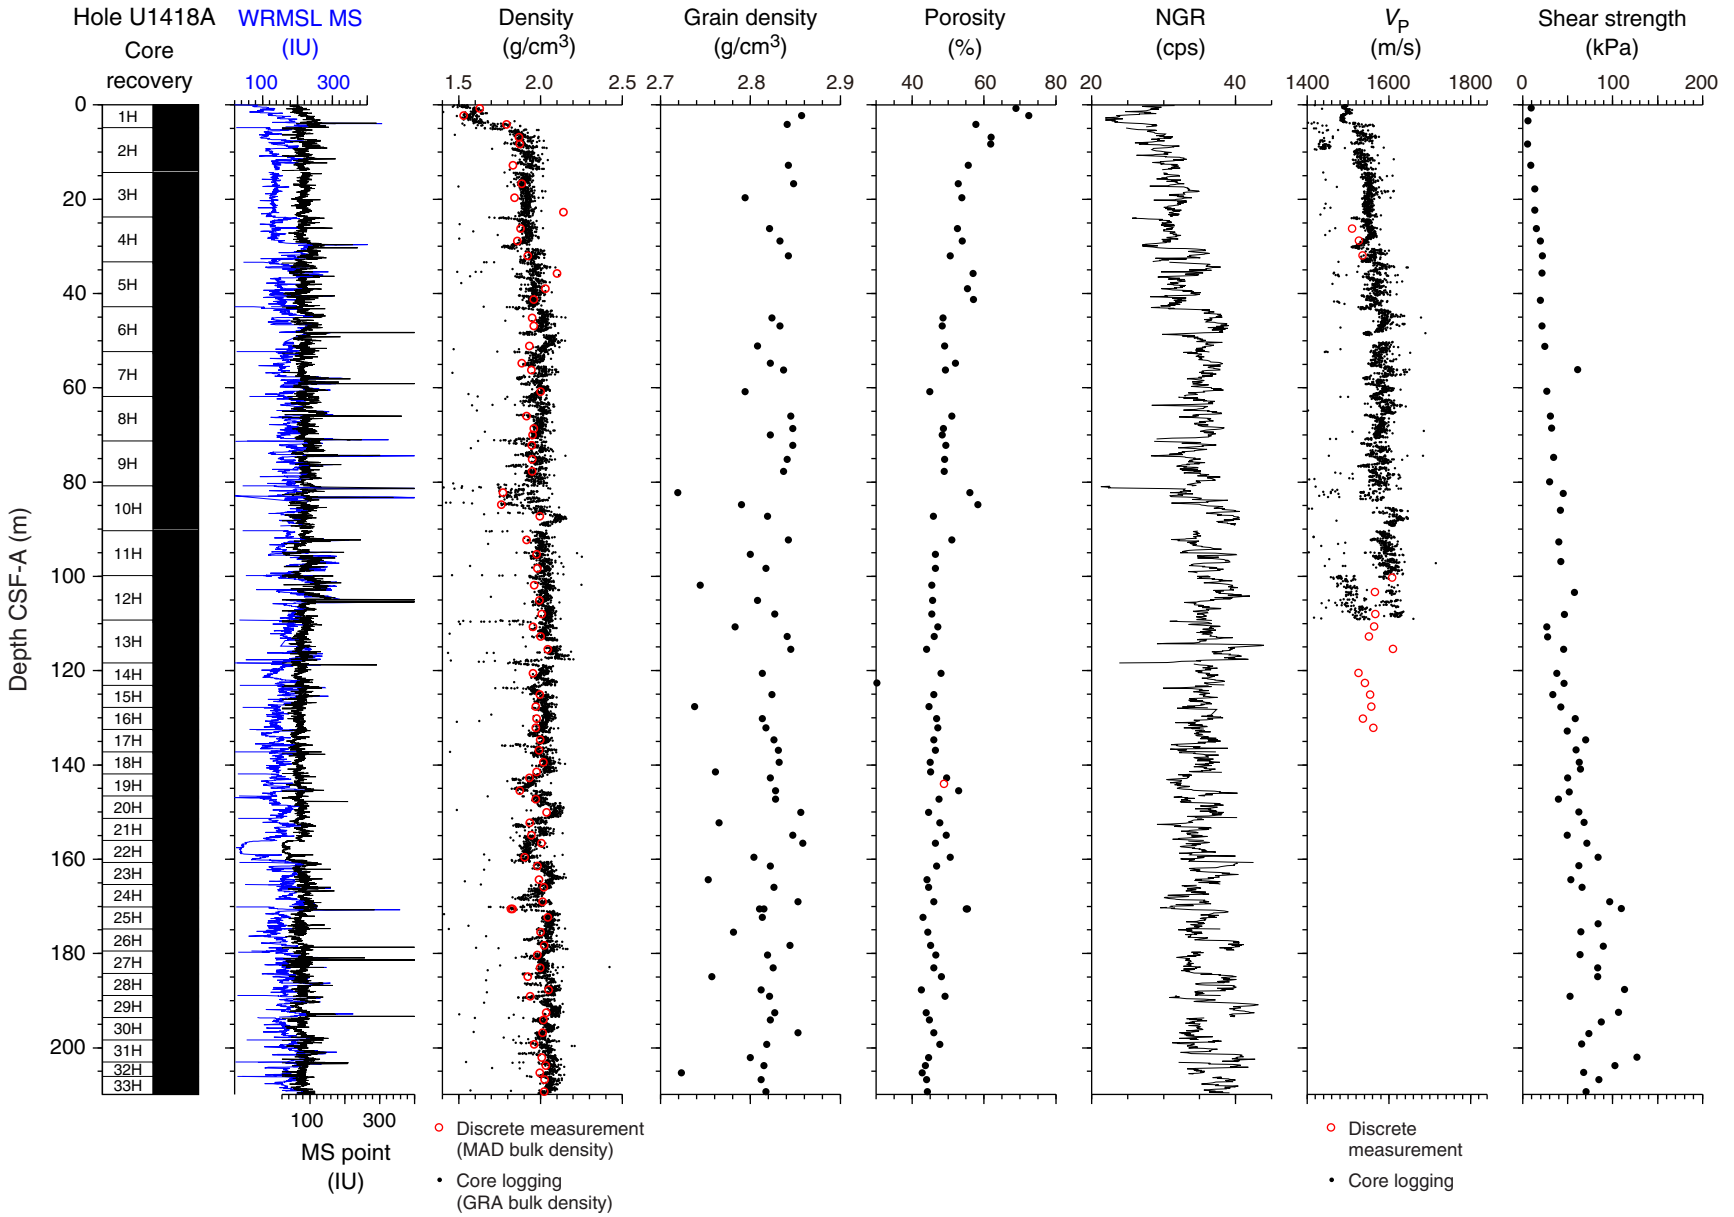 Hole U1418A
Core
recovery
WRMSL MS
(IU)
100 300
Density
(g/cm³)
1.5 2.0 2.5
Grain density
(g/cm³)
2.7 2.8 2.9
Porosity
(%)
40 60 80
NGR
(cps)
20 40
VP
(m/s)
1400 1600 1800
Shear strength
(kPa)
0 100 200
Depth CSF-A (m)
0
20
40
60
80
100
120
140
160
180
200
1H
2H
3H
4H
5H
6H
7H
8H
9H
10H
11H
12H
13H
14H
15H
16H
17H
18H
19H
20H
21H
22H
23H
24H
25H
26H
27H
28H
29H
30H
31H
32H
33H
100 300
MS point
(IU)
Discrete measurement
(MAD bulk density)
Core logging
(GRA bulk density)
Discrete
measurement
Core logging